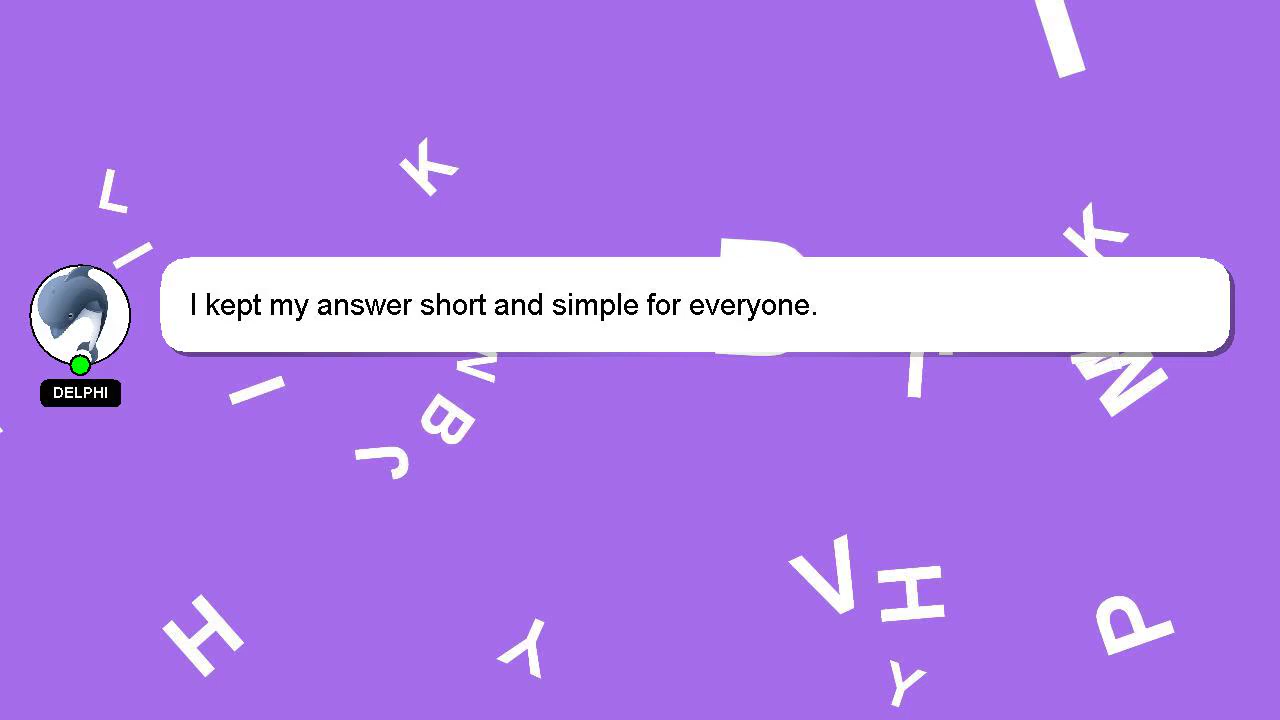 I
K
L
K
I
D
I kept my answer short and simple for everyone.
DELPHI
N
I
B
J
M
V
H
H
P
Y
Y